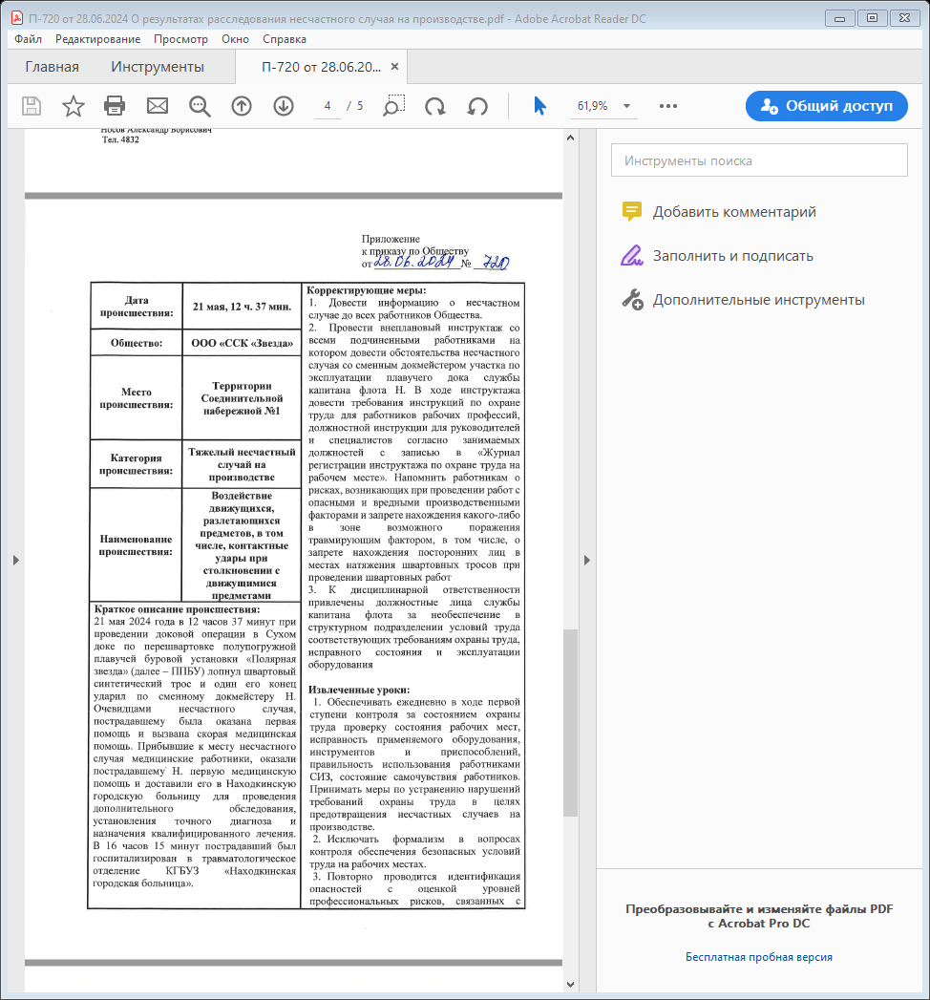 П-720 от 28.06.2024 О результатах расследования несчастного случая на производстве.pdf - Adobe Acrobat Reader DC
Файл Редактирование Просмотр Окно Справка
Главная Инструменты П-720 от 28.06.20... ×
4 / 5 61,9% Общий доступ
Носов Александр Борисович
Тел. 4832
Приложение
к приказу по Обществу
от 28.06.2024 № 720
Дата
происшествия:
21 мая, 12 ч. 37 мин.
Общество:
ООО «ССК «Звезда»
Место
происшествия:
Территории
Соединительной
набережной №1
Категория
происшествия:
Тяжелый несчастный
случай на
производстве
Наименование
происшествия:
Воздействие
движущихся,
разлетающихся
предметов, в том
числе, контактные
удары при
столкновении с
движущимися
предметами
Краткое описание происшествия:
21 мая 2024 года в 12 часов 37 минут при
проведении доковой операции в Сухом
доке по перешвартовке полупогружной
плавучей буровой установки «Полярная
звезда» (далее – ППБУ) лопнул швартовый
синтетический трос и один его конец
ударил по сменному докмейстеру Н.
Очевидцами несчастного случая,
пострадавшему была оказана первая
помощь и вызвана скорая медицинская
помощь. Прибывшие к месту несчастного
случая медицинские работники, оказали
пострадавшему Н. первую медицинскую
помощь и доставили его в Находкинскую
городскую больницу для проведения
дополнительного обследования,
установления точного диагноза и
назначения квалифицированного лечения.
В 16 часов 15 минут пострадавший был
госпитализирован в травматологическое
отделение КГБУЗ «Находкинская
городская больница».
Корректирующие меры:
1. Довести информацию о несчастном
случае до всех работников Общества.
2. Провести внеплановый инструктаж со
всеми подчиненными работниками на
котором довести обстоятельства несчастного
случая со сменным докмейстером участка по
эксплуатации плавучего дока службы
капитана флота Н. В ходе инструктажа
довести требования инструкций по охране
труда для работников рабочих профессий,
должностной инструкции для руководителей
и специалистов согласно занимаемых
должностей с записью в «Журнал
регистрации инструктажа по охране труда на
рабочем месте». Напомнить работникам о
рисках, возникающих при проведении работ с
опасными и вредными производственными
факторами и запрете нахождения какого-либо
в зоне возможного поражения
травмирующим фактором, в том числе, о
запрете нахождения посторонних лиц в
местах натяжения швартовных тросов при
проведении швартовных работ
3. К дисциплинарной ответственности
привлечены должностные лица службы
капитана флота за необеспечение в
структурном подразделении условий труда
соответствующих требованиям охраны труда,
исправного состояния и эксплуатации
оборудования
Извлеченные уроки:
1. Обеспечивать ежедневно в ходе первой
ступени контроля за состоянием охраны
труда проверку состояния рабочих мест,
исправность применяемого оборудования,
инструментов и приспособлений,
правильность использования работниками
СИЗ, состояние самочувствия работников.
Принимать меры по устранению нарушений
требований охраны труда в целях
предотвращения несчастных случаев на
производстве.
2. Исключать формализм в вопросах
контроля обеспечения безопасных условий
труда на рабочих местах.
3. Повторно проводится идентификация
опасностей с оценкой уровней
профессиональных рисков, связанных с
Инструменты поиска
Добавить комментарий
Заполнить и подписать
Дополнительные инструменты
Преобразовывайте и изменяйте файлы PDF
с Acrobat Pro DC
Бесплатная пробная версия